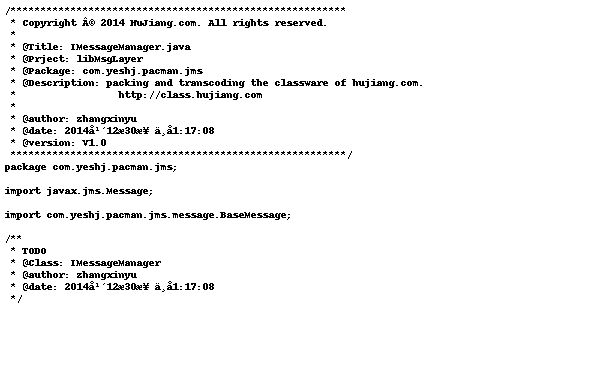 /********************************************************
* Copyright Â© 2014 HuJiang.com. All rights reserved.
*
* @Title: IMessageManager.java
* @Prject: libMsgLayer
* @Package: com.yeshj.pacman.jms
* @Description: packing and transcoding the classware of hujiang.com.
* http://class.hujiang.com
*
* @author: zhangxinyu
* @date: 2014å¹´12æ30æ¥ ä¸å1:17:08
* @version: V1.0
********************************************************/
package com.yeshj.pacman.jms;
import javax.jms.Message;
import com.yeshj.pacman.jms.message.BaseMessage;
/**
* TODO
* @Class: IMessageManager
* @author: zhangxinyu
* @date: 2014å¹´12æ30æ¥ ä¸å1:17:08
*/